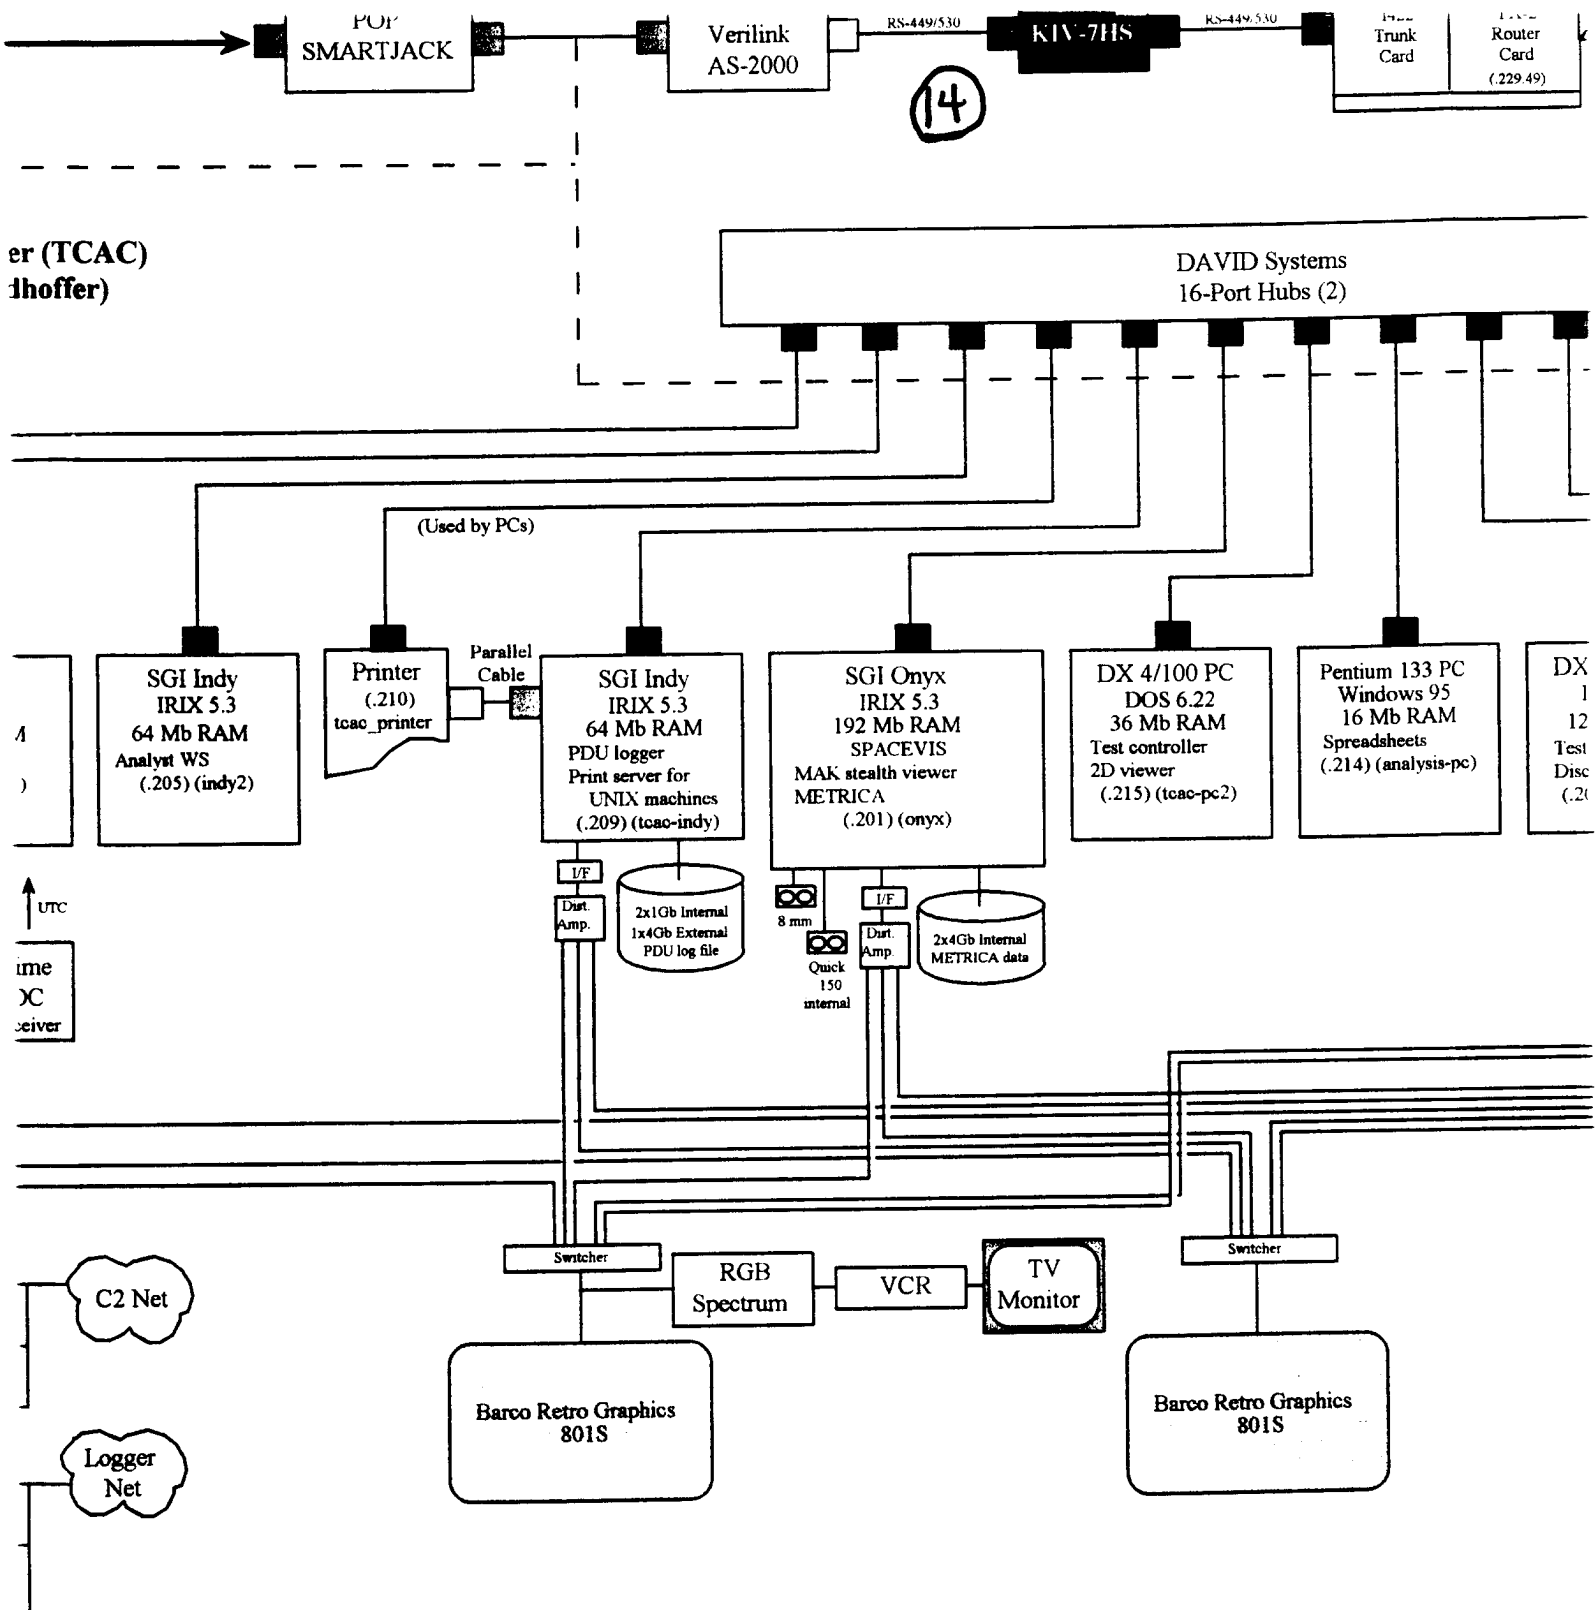 POP
SMARTJACK
Verilink
AS-2000
RS-449/530
KIV-7HS
RS-449/530
Trunk
Card
Router
Card
(.229.49)
14
er (TCAC)
dhoffer)
DAVID Systems
16-Port Hubs (2)
(Used by PCs)
SGI Indy
IRIX 5.3
64 Mb RAM
Analyst WS
(.205) (indy2)
Printer
(.210)
tcac_printer
Parallel
Cable
SGI Indy
IRIX 5.3
64 Mb RAM
PDU logger
Print server for
UNIX machines
(.209) (tcac-indy)
SGI Onyx
IRIX 5.3
192 Mb RAM
SPACEVIS
MAK stealth viewer
METRICA
(.201) (onyx)
DX 4/100 PC
DOS 6.22
36 Mb RAM
Test controller
2D viewer
(.215) (tcac-pc2)
Pentium 133 PC
Windows 95
16 Mb RAM
Spreadsheets
(.214) (analysis-pc)
DX
1
12
Test
Disc
(.20
M
)
UTC
ime
DC
ceiver
I/F
Dist.
Amp.
2x1Gb Internal
1x4Gb External
PDU log file
8 mm
Quick
150
internal
I/F
Dist.
Amp.
2x4Gb Internal
METRICA data
Switcher
RGB
Spectrum
VCR
TV
Monitor
Switcher
C2 Net
Barco Retro Graphics
801S
Barco Retro Graphics
801S
Logger
Net